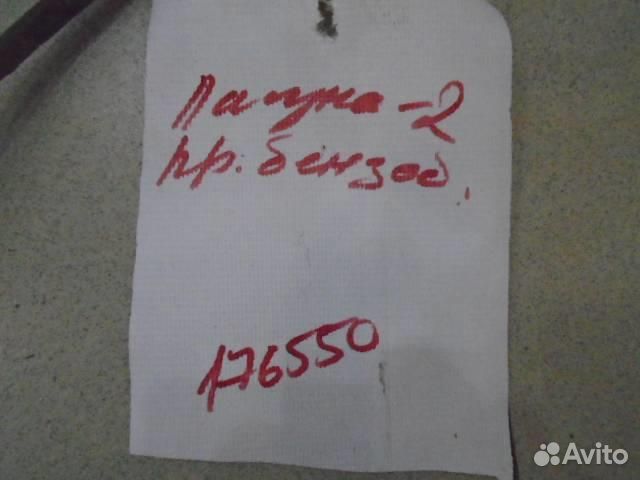 Лагуна-2
пр. бензоб.
176550
Avito